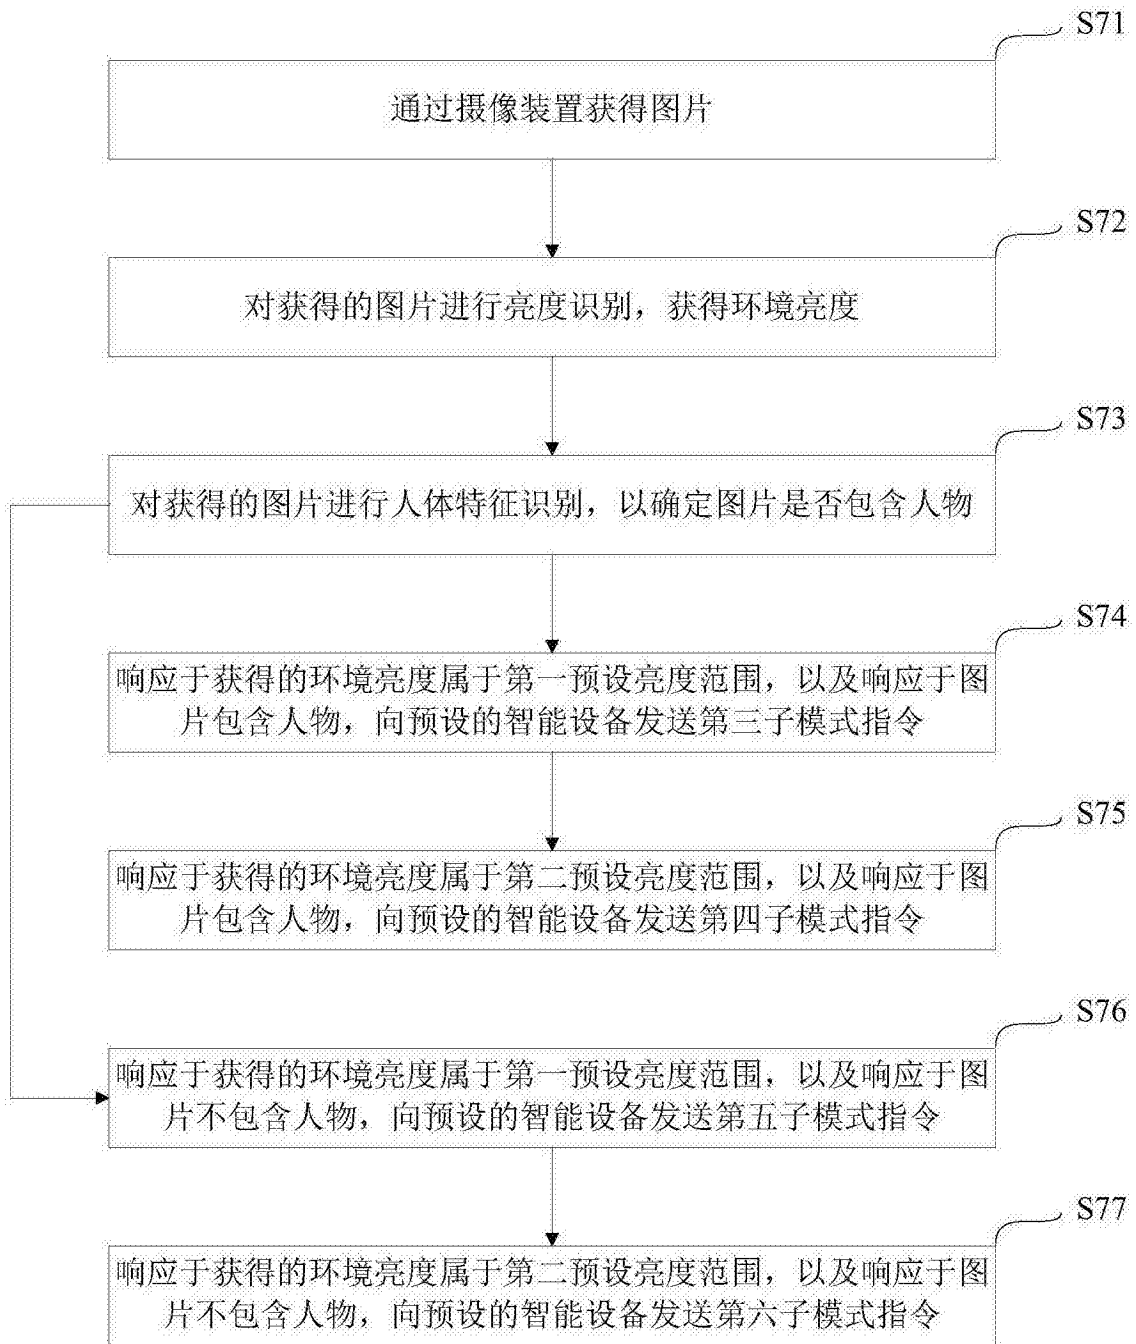 S71
通过摄像装置获得图片
S72
对获得的图片进行亮度识别，获得环境亮度
S73
对获得的图片进行人体特征识别，以确定图片是否包含人物
S74
响应于获得的环境亮度属于第一预设亮度范围，以及响应于图
片包含人物，向预设的智能设备发送第三子模式指令
S75
响应于获得的环境亮度属于第二预设亮度范围，以及响应于图
片包含人物，向预设的智能设备发送第四子模式指令
S76
响应于获得的环境亮度属于第一预设亮度范围，以及响应于图
片不包含人物，向预设的智能设备发送第五子模式指令
S77
响应于获得的环境亮度属于第二预设亮度范围，以及响应于图
片不包含人物，向预设的智能设备发送第六子模式指令